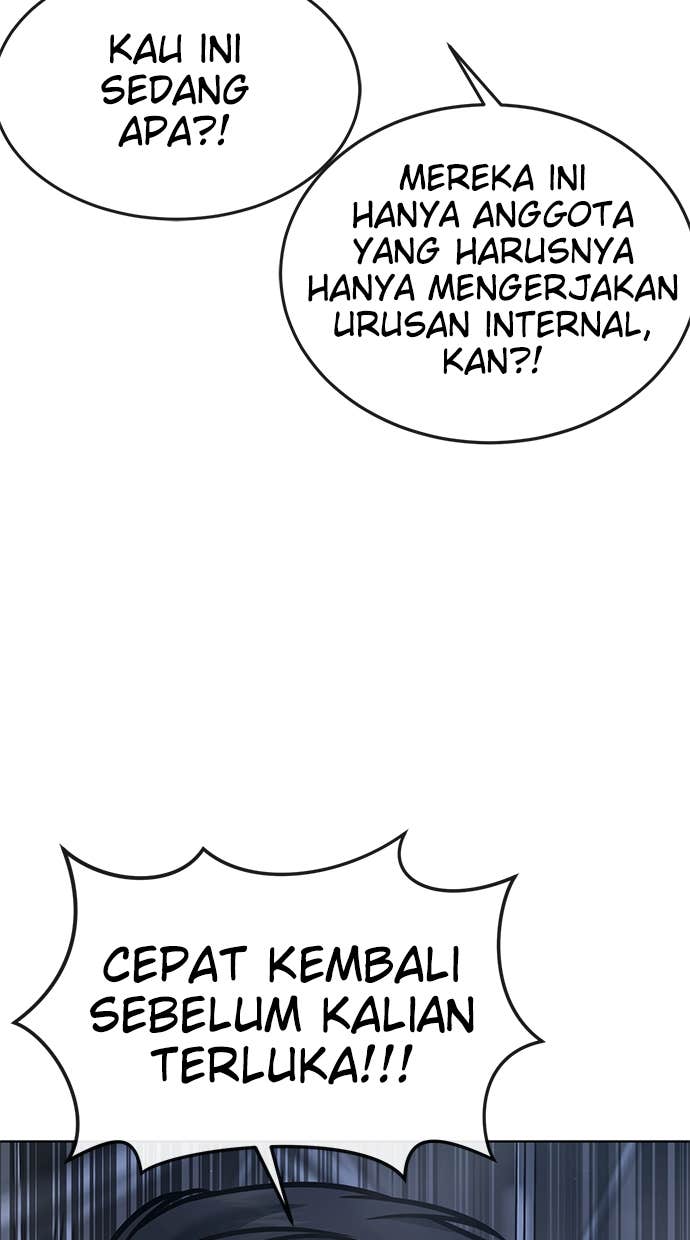 KAU INI
SEDANG
APA?!
MEREKA INI
HANYA ANGGOTA
YANG HARUSNYA
HANYA MENGERJAKAN
URUSAN INTERNAL,
KAN?!
CEPAT KEMBALI
SEBELUM KALIAN
TERLUKA!!!